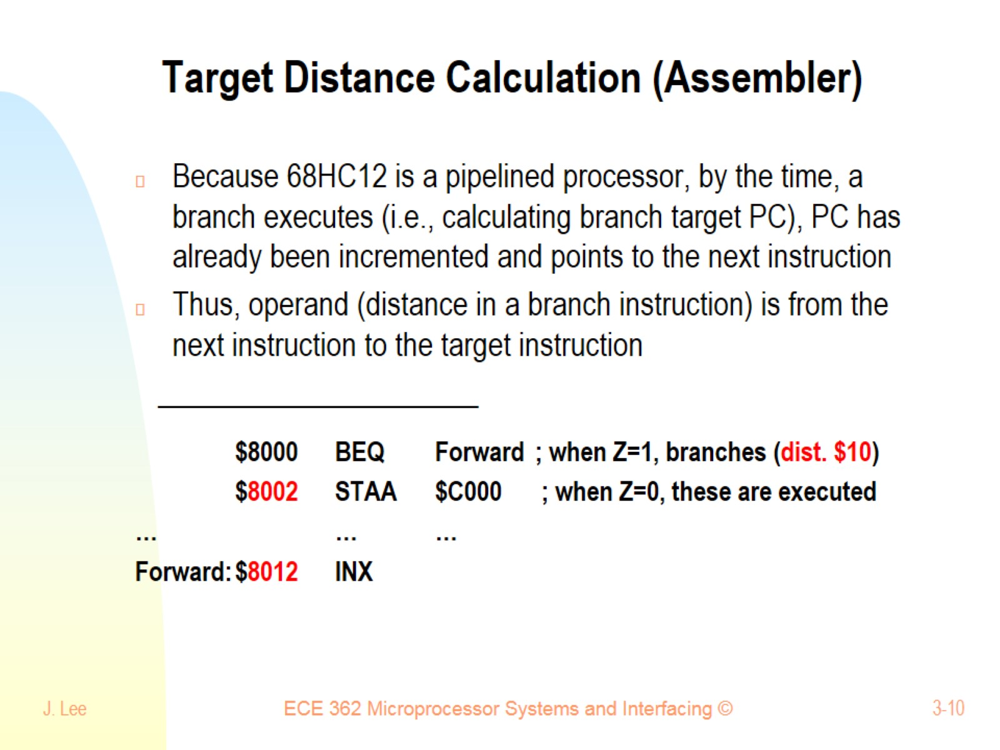 Target Distance Calculation (Assembler)
Because 68HC12 is a pipelined processor, by the time, a
branch executes (i.e., calculating branch target PC), PC has
already been incremented and points to the next instruction
Thus, operand (distance in a branch instruction) is from the
next instruction to the target instruction
$8000 BEQ Forward ; when Z=1, branches (dist. $10)
$8002 STAA $C000 ; when Z=0, these are executed
... ... ...
Forward: $8012 INX
J. Lee ECE 362 Microprocessor Systems and Interfacing © 3-10